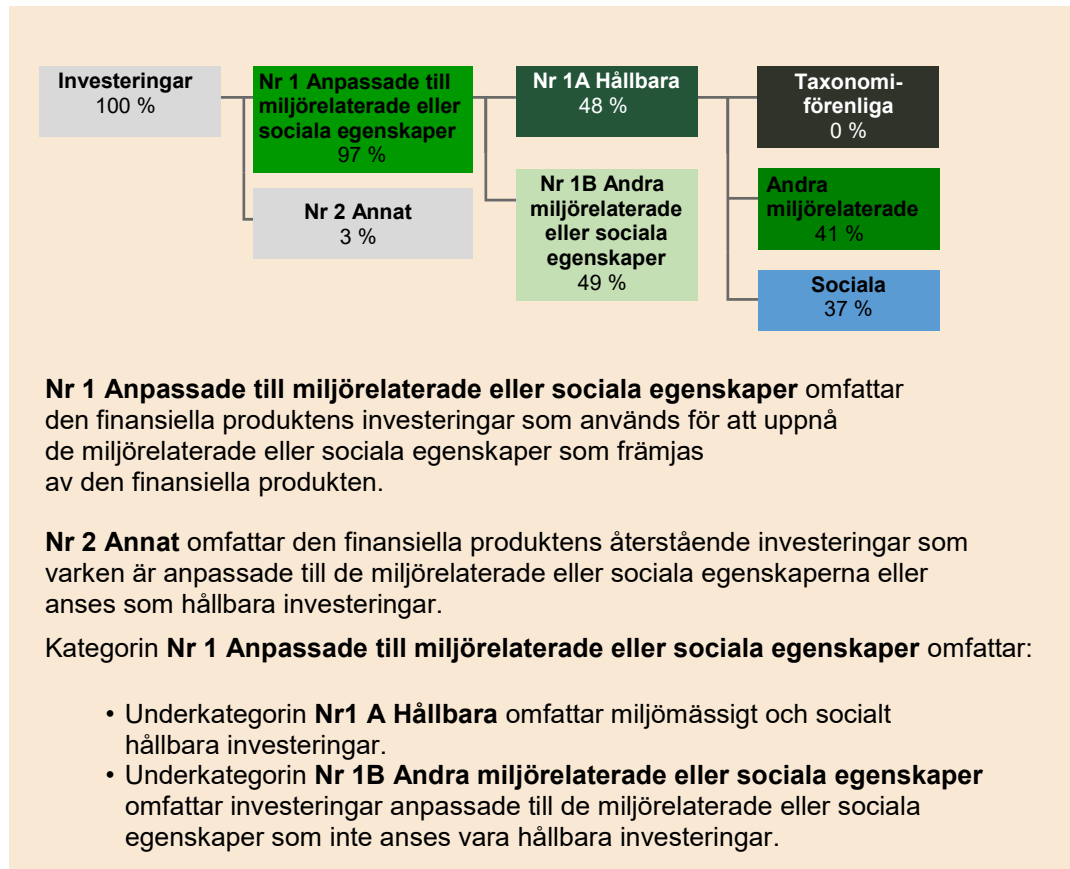 Investeringar
100 %
Nr 1 Anpassade till
miljörelaterade eller
sociala egenskaper
97 %
Nr 2 Annat
3 %
Nr 1A Hållbara
48 %
Nr 1B Andra
miljörelaterade
eller sociala
egenskaper
49 %
Taxonomi-
förenliga
0 %
Andra
miljörelaterade
41 %
Sociala
37 %
Nr 1 Anpassade till miljörelaterade eller sociala egenskaper omfattar
den finansiella produktens investeringar som används för att uppnå
de miljörelaterade eller sociala egenskaper som främjas
av den finansiella produkten.
Nr 2 Annat omfattar den finansiella produktens återstående investeringar som
varken är anpassade till de miljörelaterade eller sociala egenskaperna eller
anses som hållbara investeringar.
Kategorin Nr 1 Anpassade till miljörelaterade eller sociala egenskaper omfattar:
• Underkategorin Nr1 A Hållbara omfattar miljömässigt och socialt
hållbara investeringar.
• Underkategorin Nr 1B Andra miljörelaterade eller sociala egenskaper
omfattar investeringar anpassade till de miljörelaterade eller sociala
egenskaper som inte anses vara hållbara investeringar.